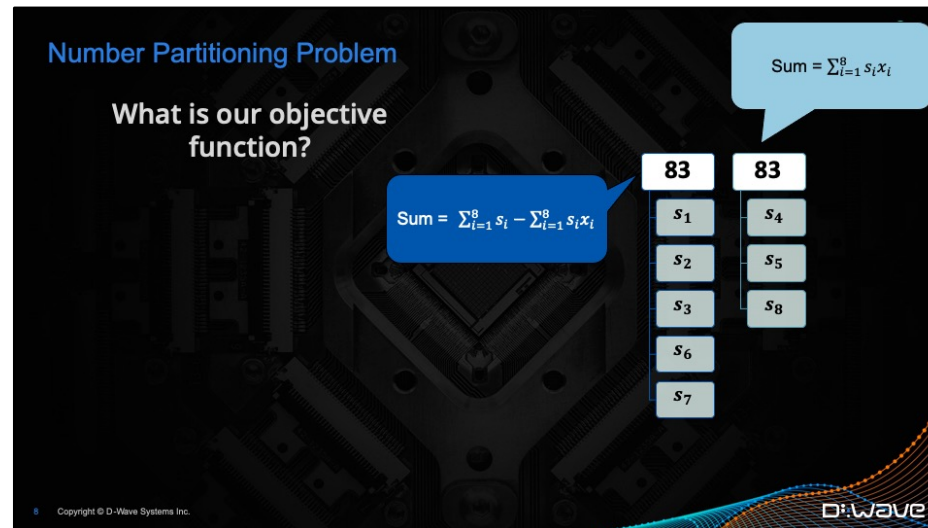 Number Partitioning Problem
What is our objective
function?
Sum = ∑⁸ᵢ₌₁ sᵢxᵢ
Sum = ∑⁸ᵢ₌₁ sᵢ − ∑⁸ᵢ₌₁ sᵢxᵢ
83
s₁
s₂
s₃
s₆
s₇
83
s₄
s₅
s₈
8 Copyright © D-Wave Systems Inc.
D:WAVE